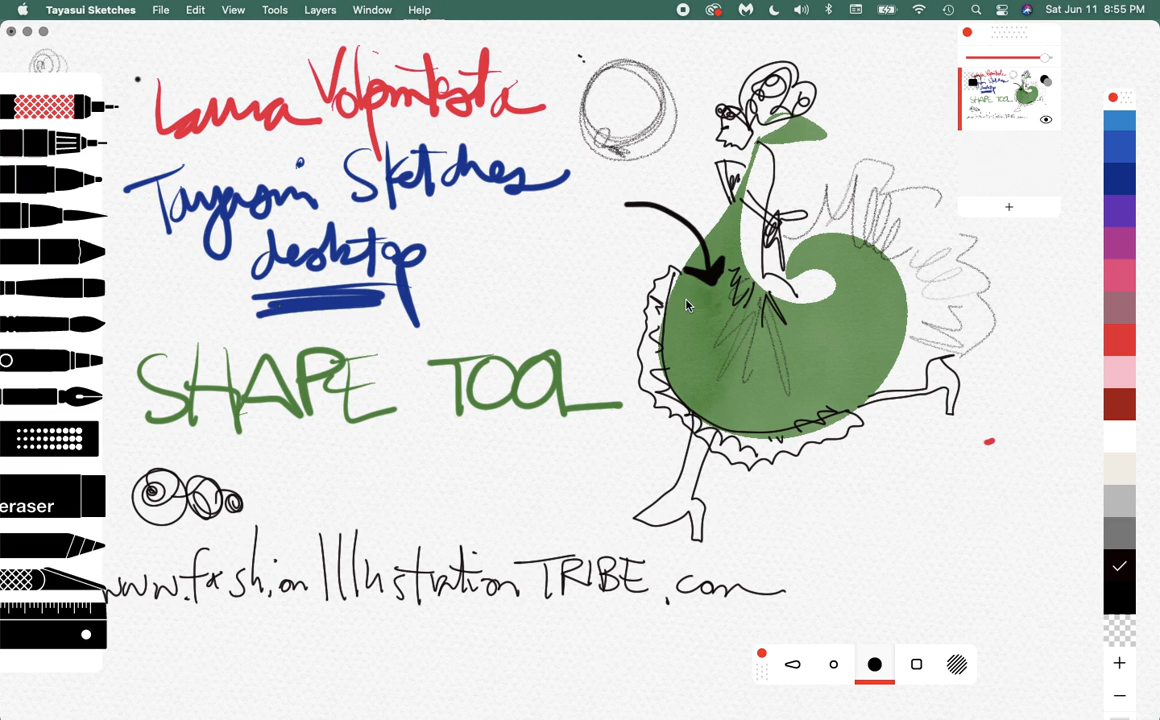 Tayasui Sketches File Edit View Tools Layers Window Help Sat Jun 11 8:55 PM
Laura Volpintesta
Tayasui Sketches
desktop
SHAPE TOOL
eraser
www.fashionIllustrationTRIBE.com